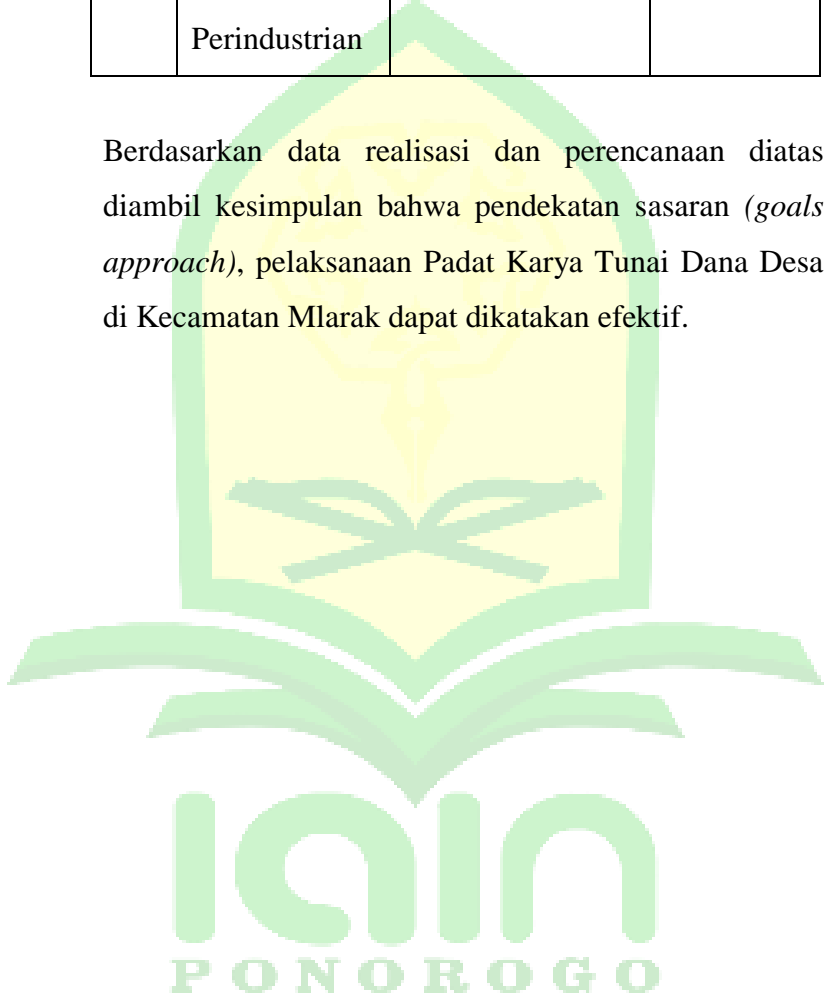 Perindustrian
Berdasarkan data realisasi dan perencanaan diatas
diambil kesimpulan bahwa pendekatan sasaran (goals
approach), pelaksanaan Padat Karya Tunai Dana Desa
di Kecamatan Mlarak dapat dikatakan efektif.
IAIN
PONOROGO